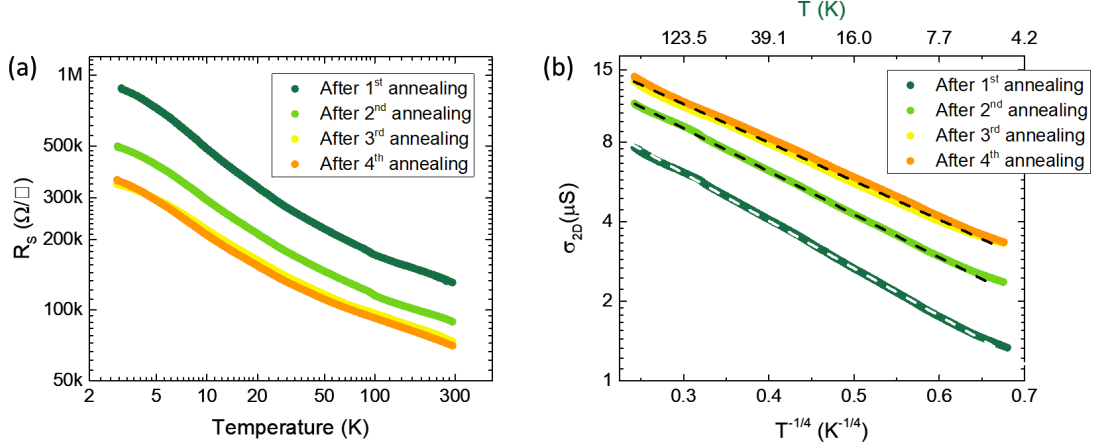 (a)
1M
500k
300k
200k
100k
50k
R_s (Ω/□)
2 5 10 20 50 100 300
Temperature (K)
After 1st annealing
After 2nd annealing
After 3rd annealing
After 4th annealing
(b)
T (K)
123.5 39.1 16.0 7.7 4.2
15
8
4
2
1
σ2D(μS)
0.3 0.4 0.5 0.6 0.7
T-1/4 (K-1/4)
After 1st annealing
After 2nd annealing
After 3rd annealing
After 4th annealing